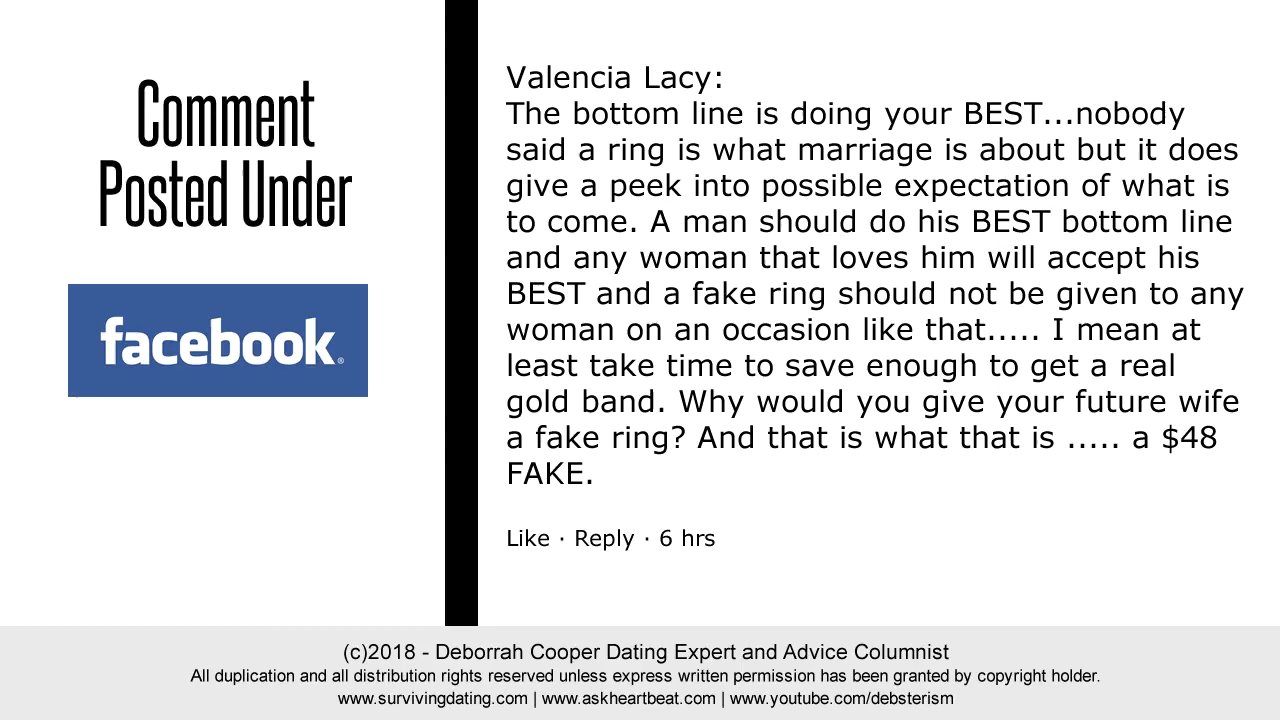 Comment
Posted Under
facebook®
Valencia Lacy:
The bottom line is doing your BEST...nobody
said a ring is what marriage is about but it does
give a peek into possible expectation of what is
to come. A man should do his BEST bottom line
and any woman that loves him will accept his
BEST and a fake ring should not be given to any
woman on an occasion like that..... I mean at
least take time to save enough to get a real
gold band. Why would you give your future wife
a fake ring? And that is what that is ..... a $48
FAKE.
Like · Reply · 6 hrs
(c)2018 - Deborrah Cooper Dating Expert and Advice Columnist
All duplication and all distribution rights reserved unless express written permission has been granted by copyright holder.
www.survivingdating.com | www.askheartbeat.com | www.youtube.com/debsterism